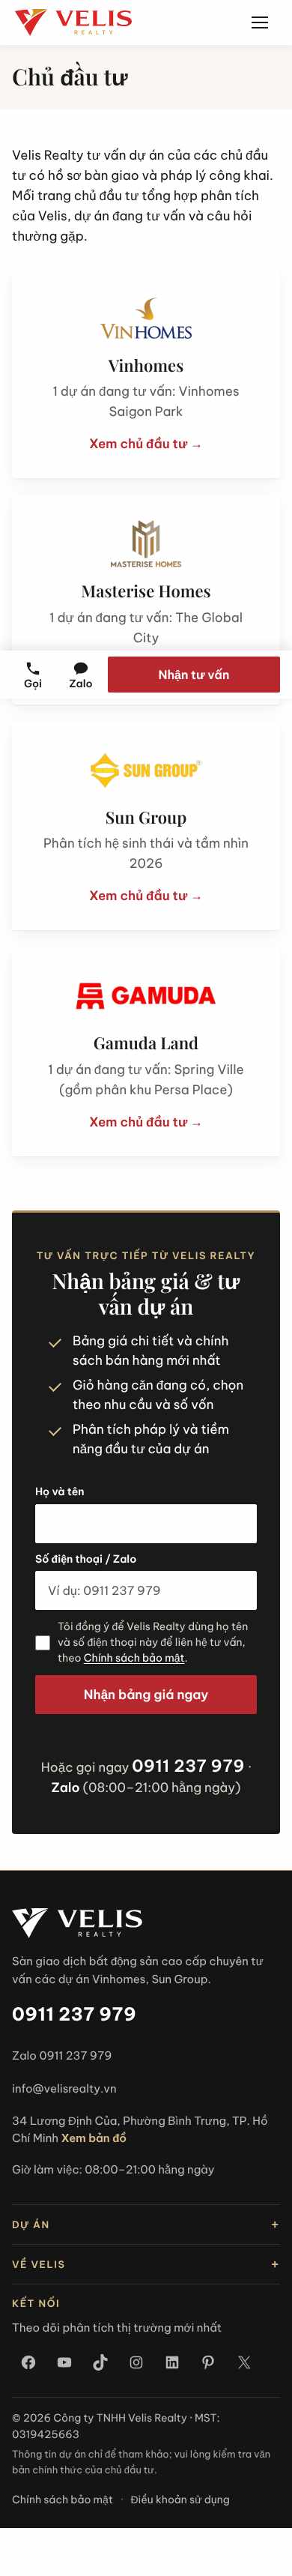 VELIS
REALTY
Chủ đầu tư
Velis Realty tư vấn dự án của các chủ đầu
tư có hồ sơ bàn giao và pháp lý công khai.
Mỗi trang chủ đầu tư tổng hợp phân tích
của Velis, dự án đang tư vấn và câu hỏi
thường gặp.
VINHOMES
Vinhomes
1 dự án đang tư vấn: Vinhomes
Saigon Park
Xem chủ đầu tư →
MASTERISE HOMES
Masterise Homes
1 dự án đang tư vấn: The Global
City
Gọi
Zalo
Nhận tư vấn
SUN GROUP
Sun Group
Phân tích hệ sinh thái và tầm nhìn
2026
Xem chủ đầu tư →
GAMUDA
Gamuda Land
1 dự án đang tư vấn: Spring Ville
(gồm phân khu Persa Place)
Xem chủ đầu tư →
TƯ VẤN TRỰC TIẾP TỪ VELIS REALTY
Nhận bảng giá & tư
vấn dự án
Bảng giá chi tiết và chính
sách bán hàng mới nhất
Giỏ hàng căn đang có, chọn
theo nhu cầu và số vốn
Phân tích pháp lý và tiềm
năng đầu tư của dự án
Họ và tên
Số điện thoại / Zalo
Ví dụ: 0911 237 979
Tôi đồng ý để Velis Realty dùng họ tên
và số điện thoại này để liên hệ tư vấn,
theo Chính sách bảo mật.
Nhận bảng giá ngay
Hoặc gọi ngay 0911 237 979 ·
Zalo (08:00–21:00 hằng ngày)
VELIS
REALTY
Sàn giao dịch bất động sản cao cấp chuyên tư
vấn các dự án Vinhomes, Sun Group.
0911 237 979
Zalo 0911 237 979
info@velisrealty.vn
34 Lương Định Của, Phường Bình Trưng, TP. Hồ
Chí Minh Xem bản đồ
Giờ làm việc: 08:00–21:00 hằng ngày
DỰ ÁN +
VỀ VELIS +
KẾT NỐI
Theo dõi phân tích thị trường mới nhất
© 2026 Công ty TNHH Velis Realty · MST:
0319425663
Thông tin dự án chỉ để tham khảo; vui lòng kiểm tra văn
bản chính thức của chủ đầu tư.
Chính sách bảo mật · Điều khoản sử dụng